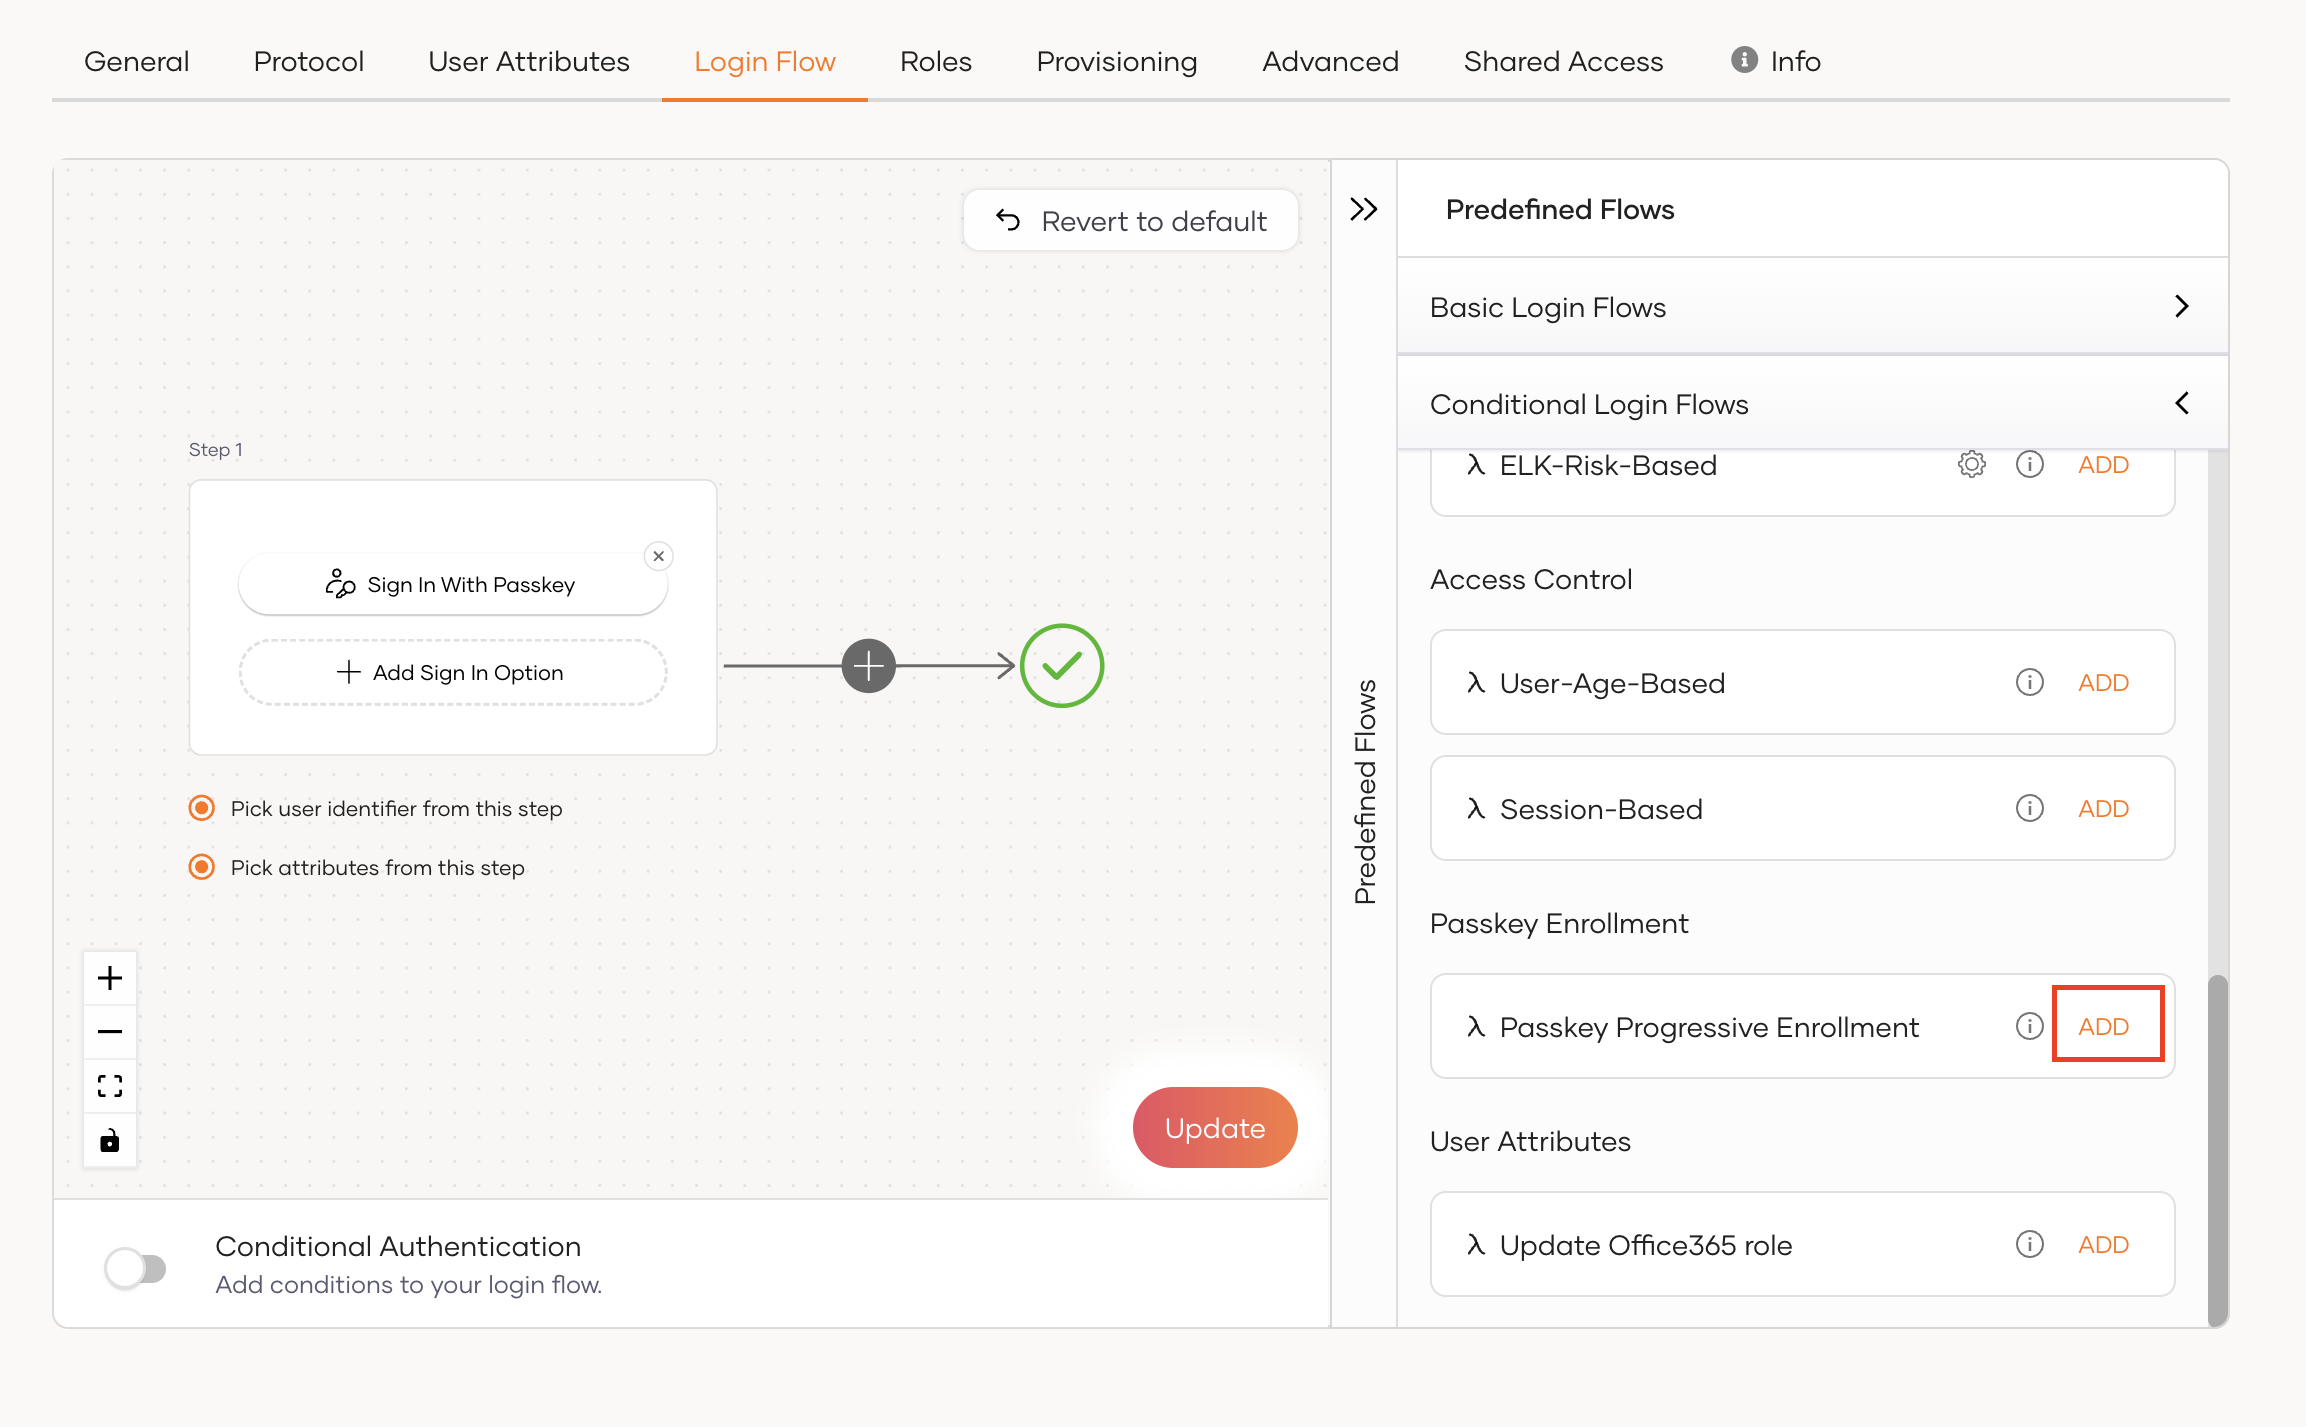 General
Protocol
User Attributes
Login Flow
Roles
Provisioning
Advanced
Shared Access
Info
Revert to default
Step 1
Sign In With Passkey
Add Sign In Option
Pick user identifier from this step
Pick attributes from this step
Update
Conditional Authentication
Add conditions to your login flow.
Predefined Flows
Predefined Flows
Basic Login Flows
Conditional Login Flows
λ ELK-Risk-Based ADD
Access Control
λ User-Age-Based ADD
λ Session-Based ADD
Passkey Enrollment
λ Passkey Progressive Enrollment ADD
User Attributes
λ Update Office365 role ADD